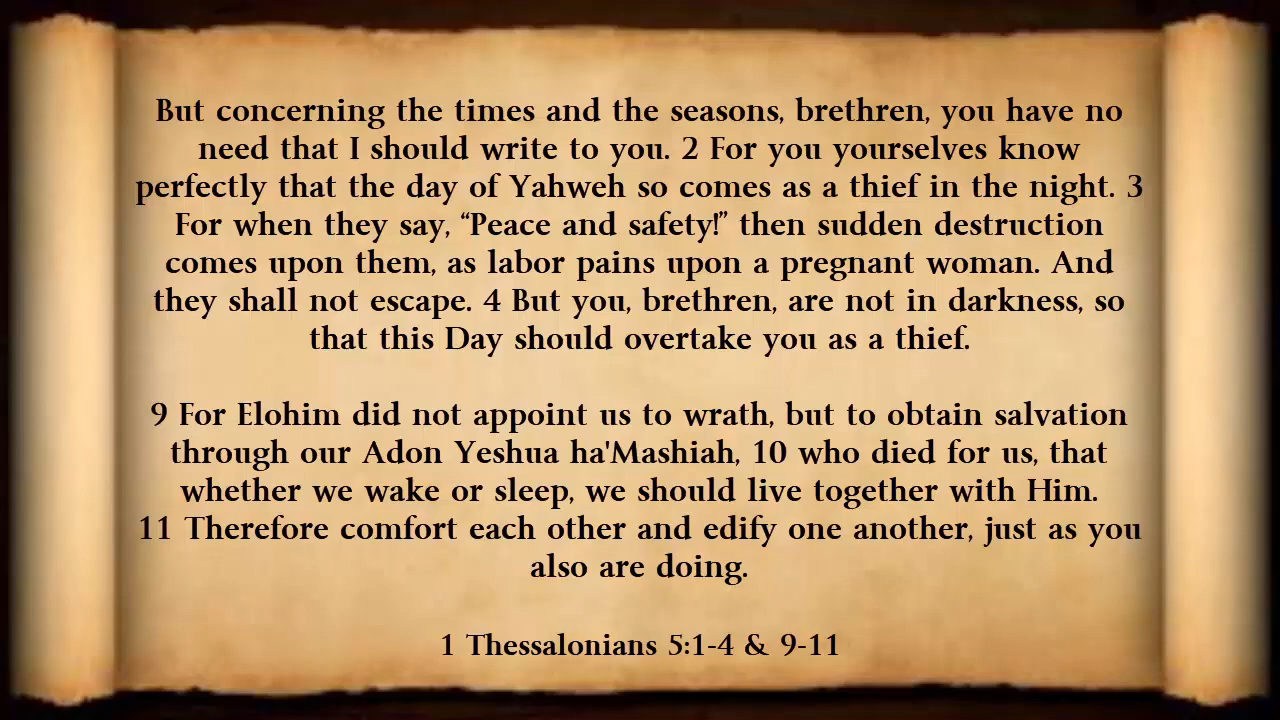 But concerning the times and the seasons, brethren, you have no
need that I should write to you. 2 For you yourselves know
perfectly that the day of Yahweh so comes as a thief in the night. 3
For when they say, “Peace and safety!” then sudden destruction
comes upon them, as labor pains upon a pregnant woman. And
they shall not escape. 4 But you, brethren, are not in darkness, so
that this Day should overtake you as a thief.
9 For Elohim did not appoint us to wrath, but to obtain salvation
through our Adon Yeshua ha'Mashiah, 10 who died for us, that
whether we wake or sleep, we should live together with Him.
11 Therefore comfort each other and edify one another, just as you
also are doing.
1 Thessalonians 5:1-4 & 9-11